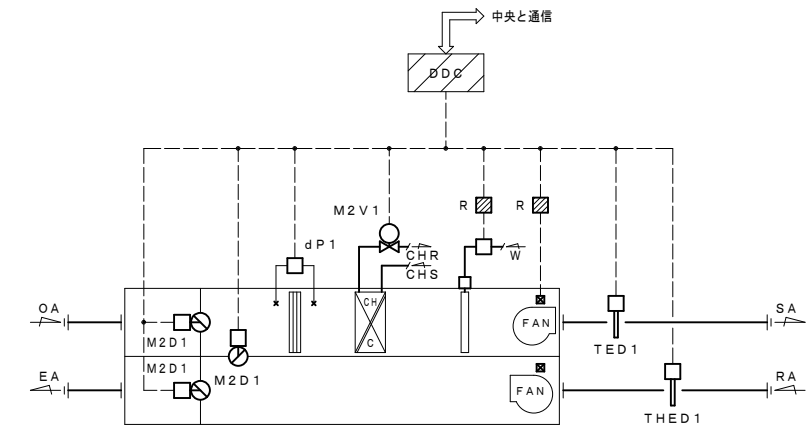 中央と通信
DDC
M2V1
R
R
dP1
CHR
CHS
W
OA
CH
C
FAN
SA
M2D1
M2D1
TED1
M2D1
EA
FAN
RA
THED1